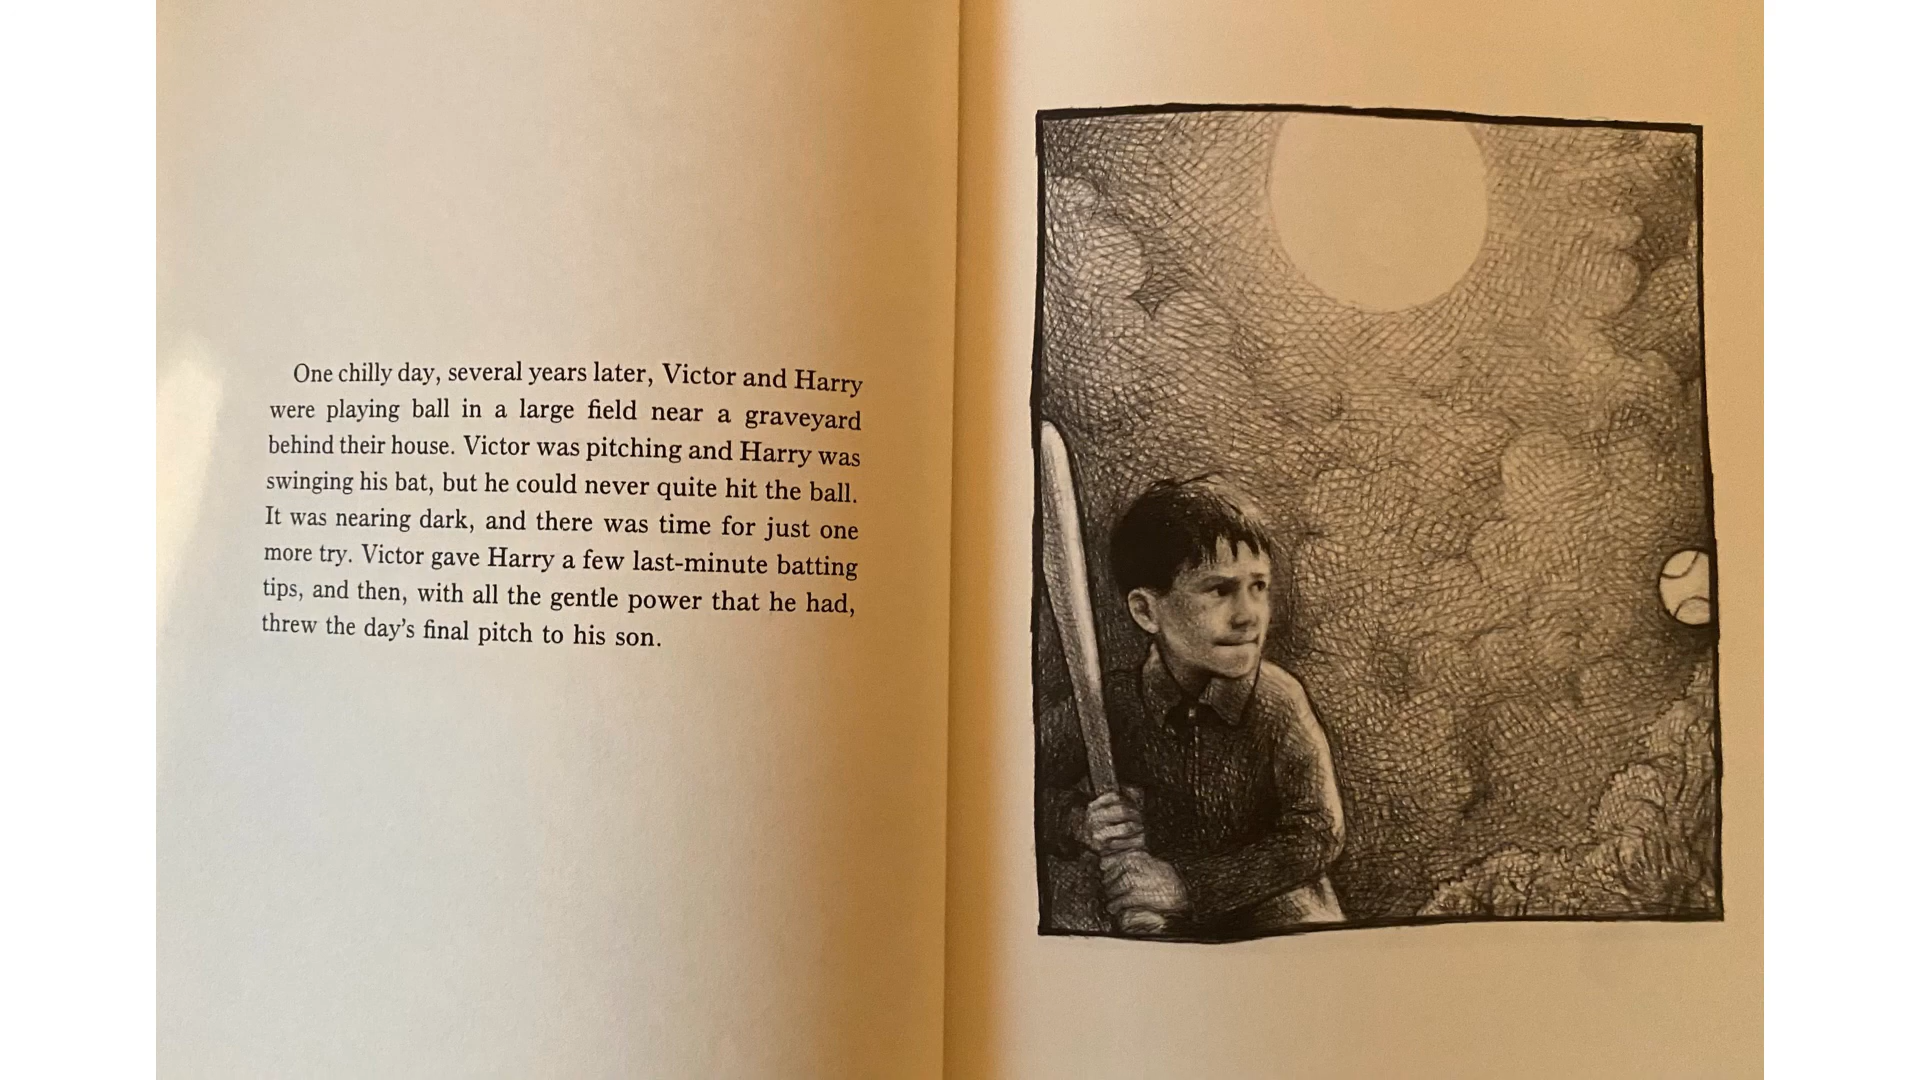 One chilly day, several years later, Victor and Harry
were playing ball in a large field near a graveyard
behind their house. Victor was pitching and Harry was
swinging his bat, but he could never quite hit the ball.
It was nearing dark, and there was time for just one
more try. Victor gave Harry a few last-minute batting
tips, and then, with all the gentle power that he had,
threw the day’s final pitch to his son.